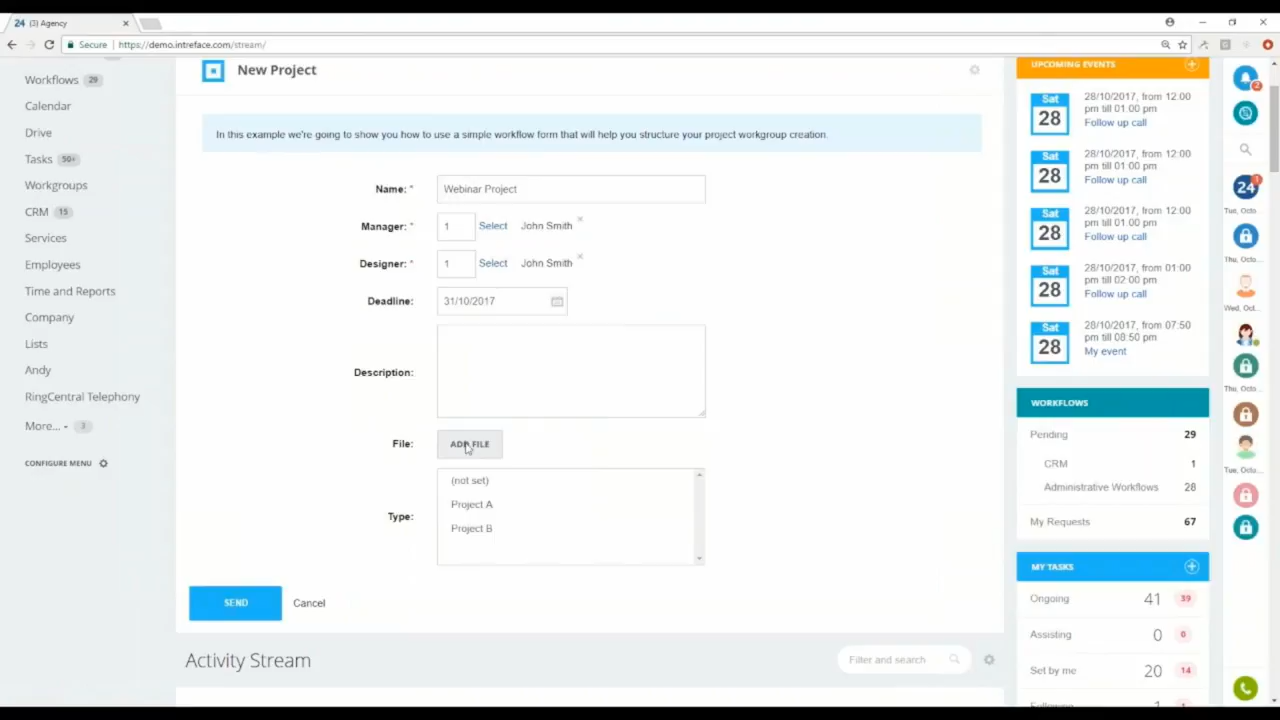 24 (3) Agency
Secure https://demo.intreface.com/stream/
Workflows 29
Calendar
Drive
Tasks 50+
Workgroups
CRM 15
Services
Employees
Time and Reports
Company
Lists
Andy
RingCentral Telephony
More... 3
CONFIGURE MENU
New Project
In this example we're going to show you how to use a simple workflow form that will help you structure your project workgroup creation.
Name: * Webinar Project
Manager: * 1 Select John Smith
Designer: * 1 Select John Smith
Deadline: 31/10/2017
Description:
File: ADD FILE
(not set)
Project A
Type:
Project B
SEND Cancel
Activity Stream
Filter and search
UPCOMING EVENTS
Sat 28
28/10/2017, from 12:00
pm till 01:00 pm
Follow up call
Sat 28
28/10/2017, from 12:00
pm till 01:00 pm
Follow up call
Sat 28
28/10/2017, from 12:00
pm till 01:00 pm
Follow up call
Sat 28
28/10/2017, from 01:00
pm till 02:00 pm
Follow up call
Sat 28
28/10/2017, from 07:50
pm till 08:50 pm
My event
WORKFLOWS
Pending 29
CRM 1
Administrative Workflows 28
My Requests 67
MY TASKS
Ongoing 41 39
Assisting 0 0
Set by me 20 14
Following 1 1
2
24 1
Tue, Octo...
Thu, Octo...
Wed, Oct...
Thu, Octo...
Tue, Octo...